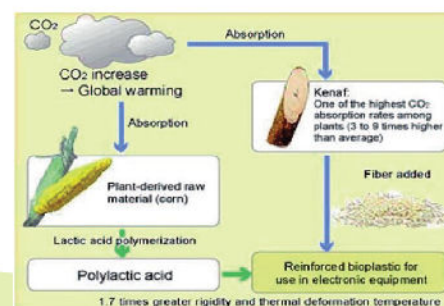 CO₂
Absorption
CO₂ increase
→ Global warming
Kenaf:
One of the highest CO₂
absorption rates among
plants (3 to 9 times higher
than average)
Absorption
Plant-derived raw
material (corn)
Fiber added
Lactic acid polymerization
Polylactic acid
Reinforced bioplastic for
use in electronic equipment
1.7 times greater rigidity and thermal deformation temperature